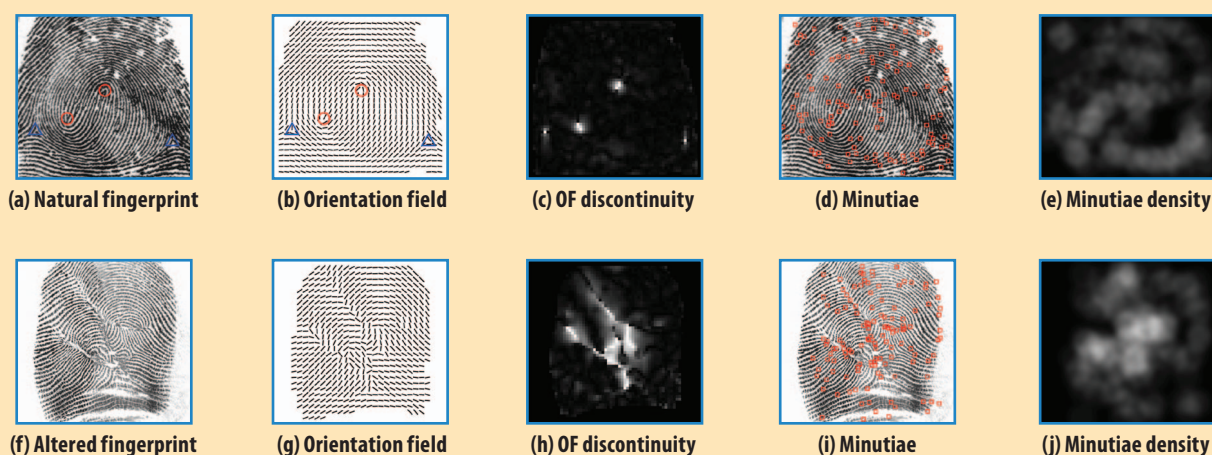 (a) Natural fingerprint
(b) Orientation field
(c) OF discontinuity
(d) Minutiae
(e) Minutiae density
(f) Altered fingerprint
(g) Orientation field
(h) OF discontinuity
(i) Minutiae
(j) Minutiae density